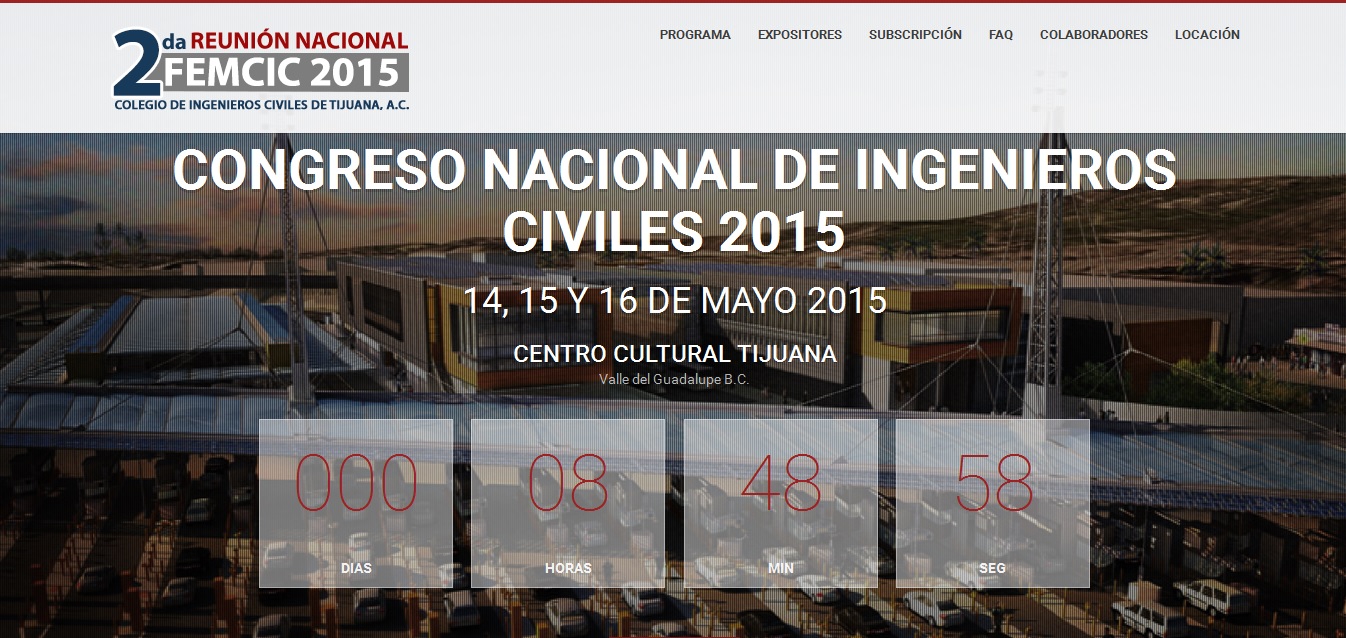 2da REUNIÓN NACIONAL
FEMCIC 2015
COLEGIO DE INGENIEROS CIVILES DE TIJUANA, A.C.
PROGRAMA EXPOSITORES SUBSCRIPCIÓN FAQ COLABORADORES LOCACIÓN
CONGRESO NACIONAL DE INGENIEROS
CIVILES 2015
14, 15 Y 16 DE MAYO 2015
CENTRO CULTURAL TIJUANA
Valle del Guadalupe B.C.
000 08 48 58
DIAS HORAS MIN SEG